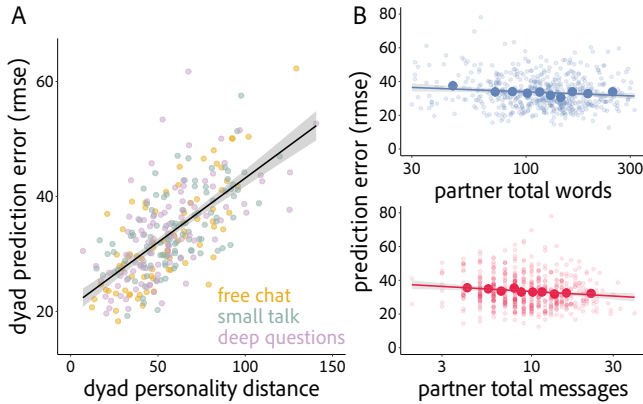 A
dyad prediction error (rmse)
60
40
20
free chat
small talk
deep questions
0
50
100
150
dyad personality distance
B
prediction error (rmse)
80
60
40
20
0
30
100
300
partner total words
80
60
40
20
0
3
10
30
partner total messages